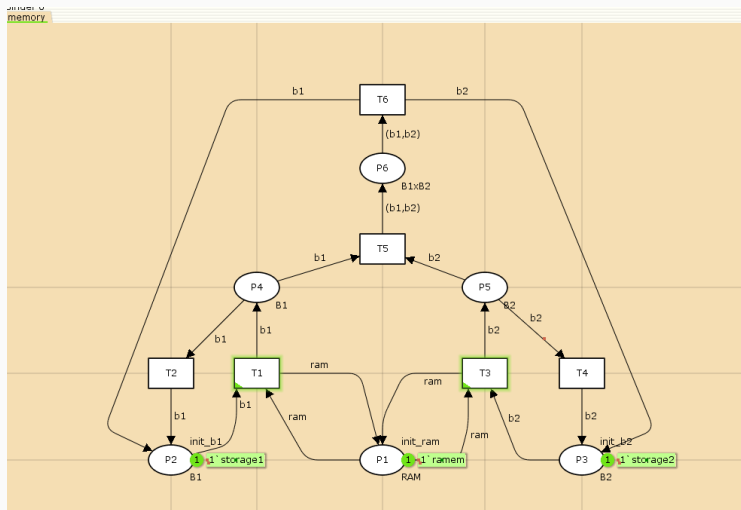 memory
b1
T6
b2
(b1,b2)
P6
B1xB2
(b1,b2)
T5
b1
b2
P4
P5
B1
B2
b2
b1
b1
b2
T2
T1
ram
ram
T3
T4
b1
b1
ram
ram
b2
b2
init_b1
init_ram
init_b2
P2
1
1`storage1
P1
1
1`ramem
P3
1
1`storage2
B1
RAM
B2